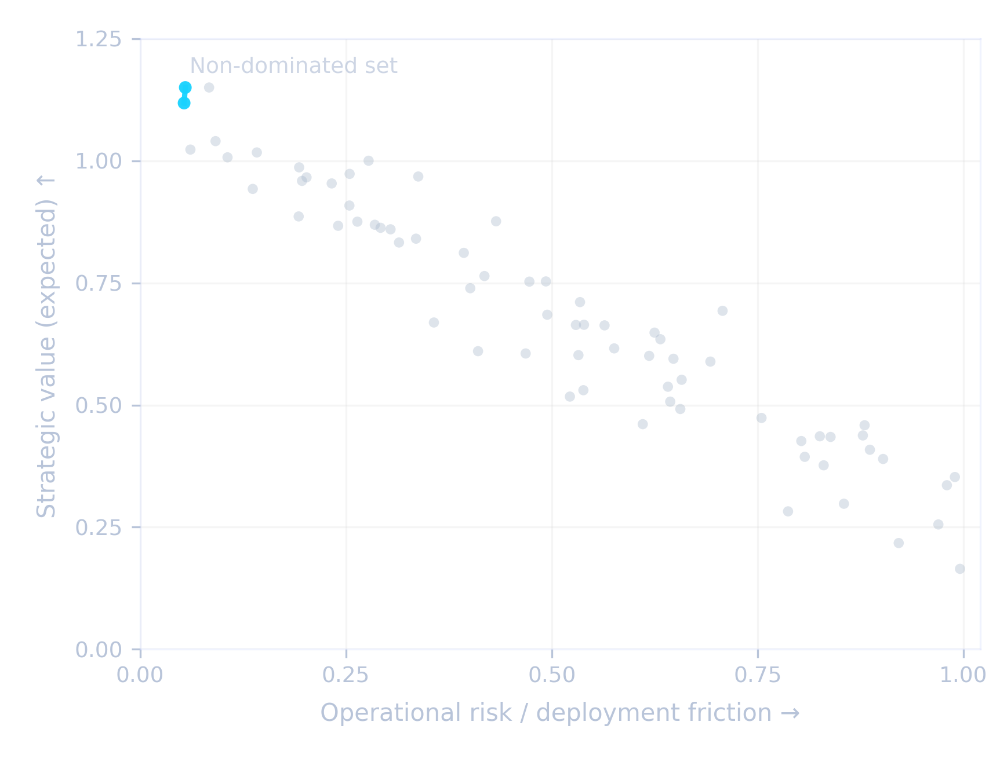 Non-dominated set
Strategic value (expected) ↑
1.25
1.00
0.75
0.50
0.25
0.00
0.00 0.25 0.50 0.75 1.00
Operational risk / deployment friction →